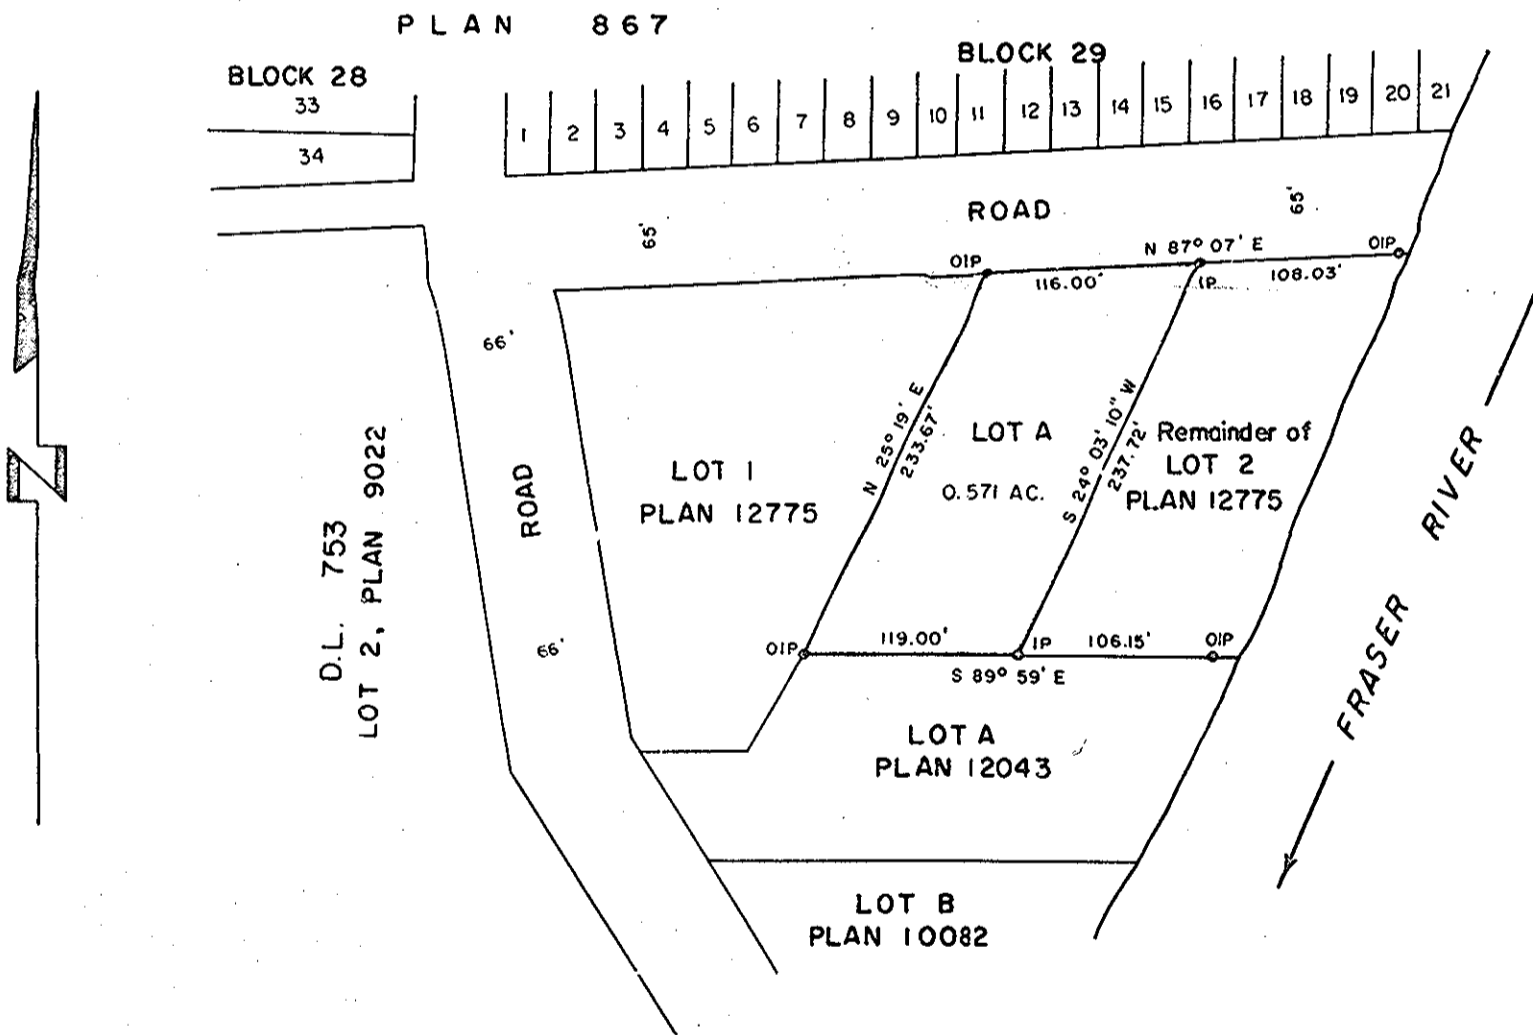 PLAN 867
BLOCK 28
BLOCK 29
33
34
1 2 3 4 5 6 7 8 9 10 11 12 13 14 15 16 17 18 19 20 21
65'
ROAD
65'
N 87° 07' E
OIP
OIP
116.00'
IP
108.03'
66'
N 25° 19' E
233.67'
LOT A
0.571 AC.
S 24° 03' 10" W
237.72'
Remainder of
LOT 2
PLAN 12775
LOT 1
PLAN 12775
ROAD
D.L. 753
LOT 2, PLAN 9022
66'
OIP
119.00'
IP
106.15'
OIP
S 89° 59' E
FRASER RIVER
LOT A
PLAN 12043
LOT B
PLAN 10082
N